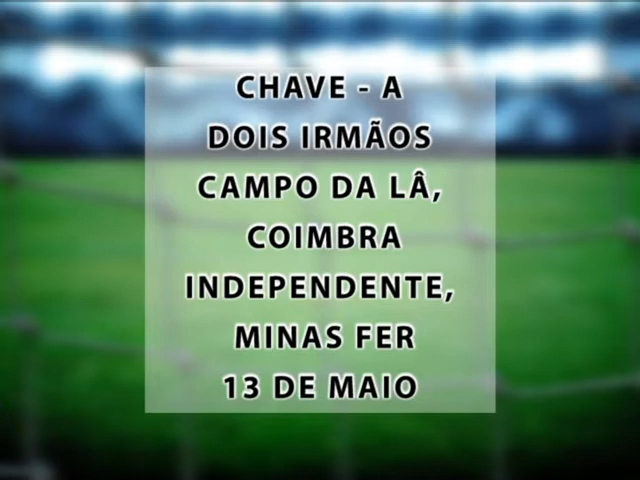 CHAVE - A
DOIS IRMÃOS
CAMPO DA LÂ,
COIMBRA
INDEPENDENTE,
MINAS FER
13 DE MAIO